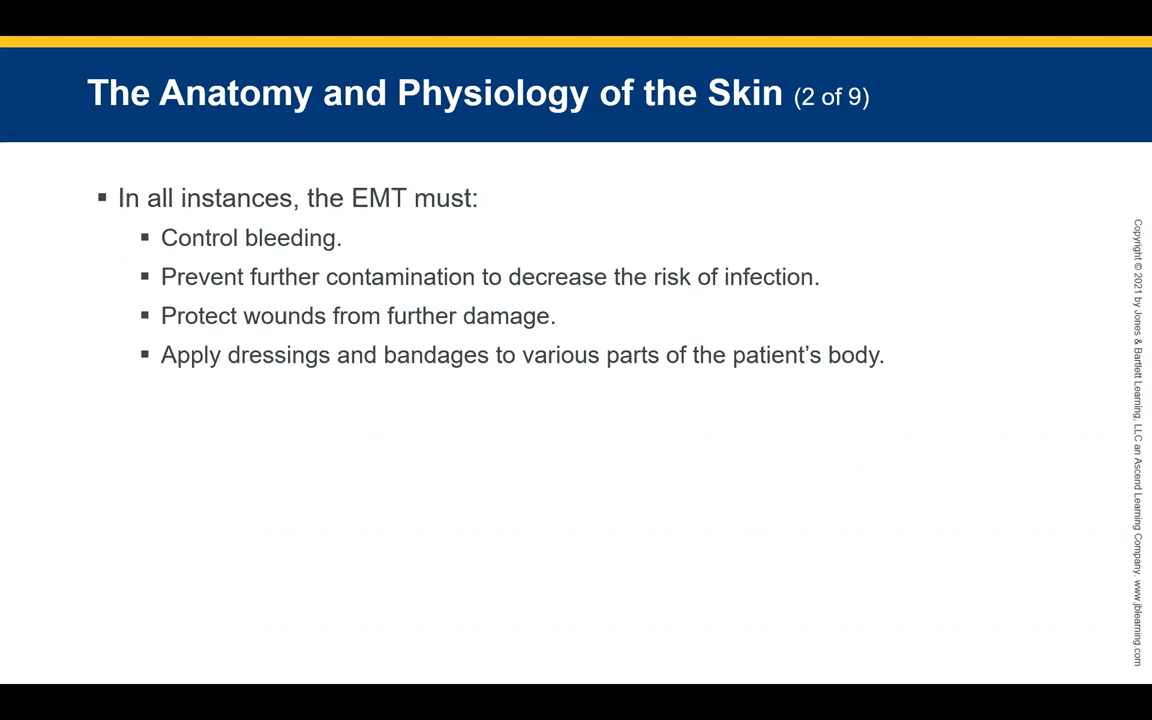 The Anatomy and Physiology of the Skin (2 of 9)
▪ In all instances, the EMT must:
▪ Control bleeding.
▪ Prevent further contamination to decrease the risk of infection.
▪ Protect wounds from further damage.
▪ Apply dressings and bandages to various parts of the patient’s body.
Copyright © 2021 by Jones & Bartlett Learning, LLC an Ascend Learning Company. www.jblearning.com